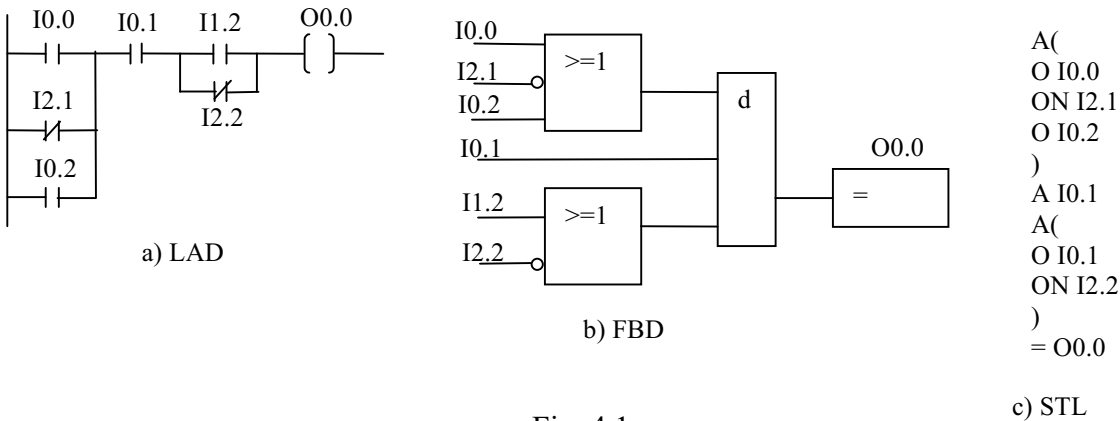 I0.0 I0.1 I1.2 O0.0
I2.1
I2.2
I0.2
a) LAD
I0.0
>=1
I2.1
I0.2
d
I0.1
O0.0
=
I1.2
>=1
I2.2
b) FBD
A(
O I0.0
ON I2.1
O I0.2
)
A I0.1
A(
O I0.1
ON I2.2
)
= O0.0
c) STL